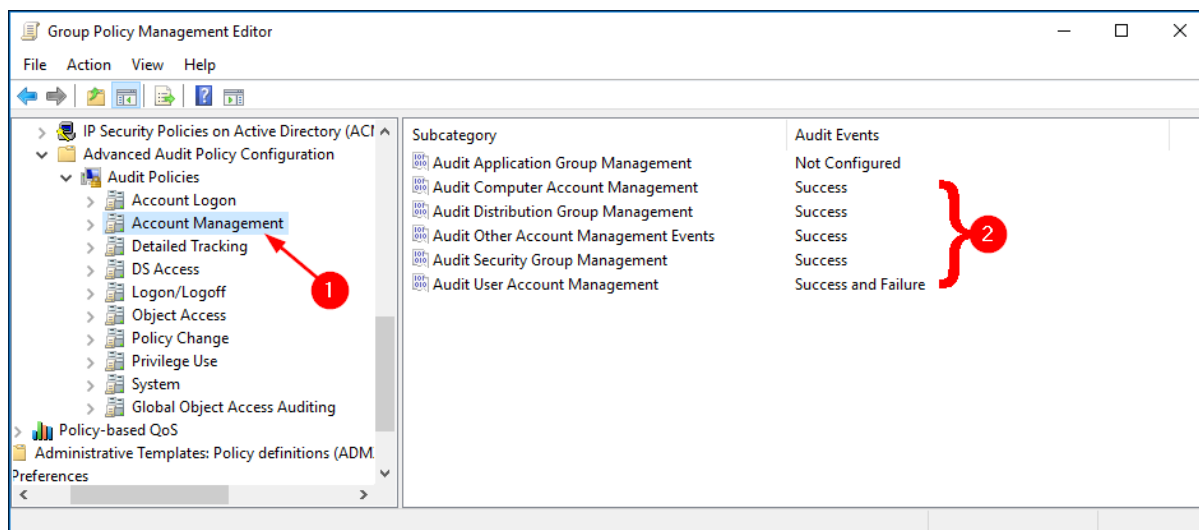 Group Policy Management Editor
File Action View Help
IP Security Policies on Active Directory (ACM
Advanced Audit Policy Configuration
Audit Policies
Account Logon
Account Management
Detailed Tracking
DS Access
Logon/Logoff
Object Access
Policy Change
Privilege Use
System
Global Object Access Auditing
Policy-based QoS
Administrative Templates: Policy definitions (ADM
Preferences
1
Subcategory Audit Events
Audit Application Group Management Not Configured
Audit Computer Account Management Success
Audit Distribution Group Management Success
Audit Other Account Management Events Success
Audit Security Group Management Success
Audit User Account Management Success and Failure
2